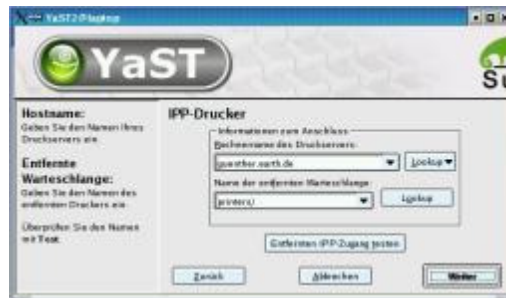 YaST2@laptop
YaST
Su
Hostname:
Geben Sie den Namen Ihres
Druckservers ein.
Entfernte
Warteschlange:
Geben Sie den Namen des
entfernten Druckers ein.
Überprüfen Sie den Namen
mit Test.
IPP-Drucker
Informationen zum Anschluss
Rechnername des Druckservers:
guenther.earth.de
Lookup
Name der entfernten Warteschlange:
printers/
Lookup
Entfernten IPP-Zugang testen
Zurück
Abbrechen
Weiter